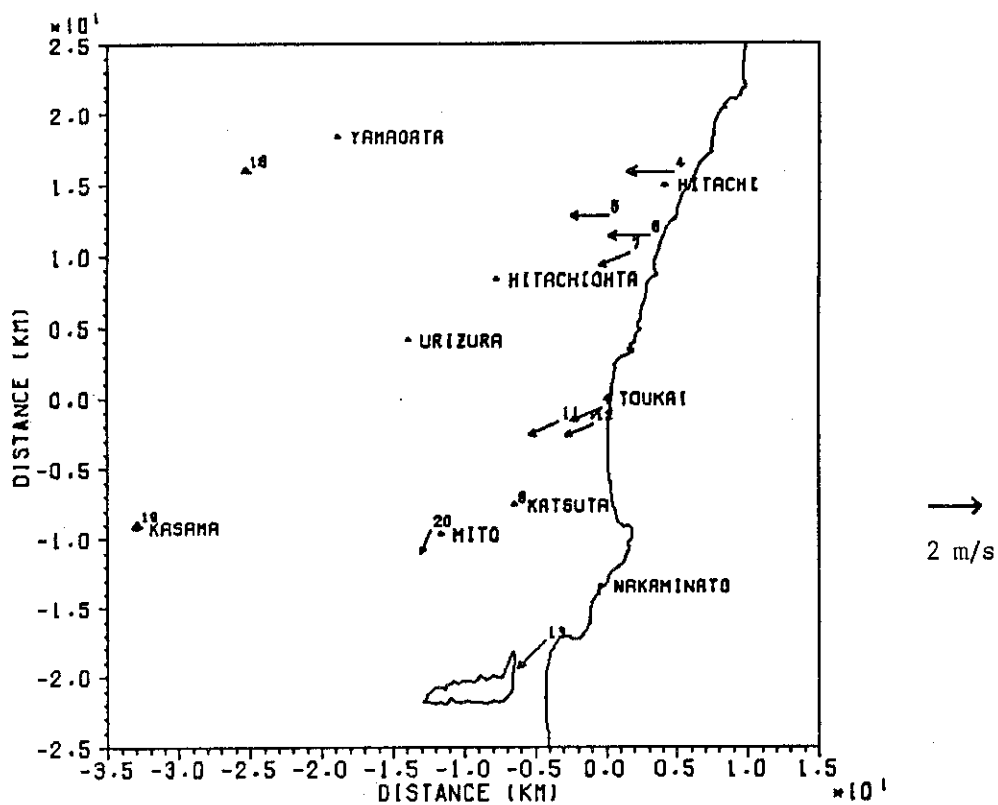 ×10¹
2.5
2.0
YAMAGATA
18
4
1.5
HITACHI
5
6
1.0
7
HITACHIOHTA
0.5
URIZURA
0.0
TOUKAI
11
12
-0.5
8
KATSUTA
19
KASAMA
20
MITO
-1.0
2 m/s
NAKAMINATO
-1.5
13
-2.0
-2.5
-3.5 -3.0 -2.5 -2.0 -1.5 -1.0 -0.5 0.0 0.5 1.0 1.5
×10¹
DISTANCE (KM)
DISTANCE (KM)